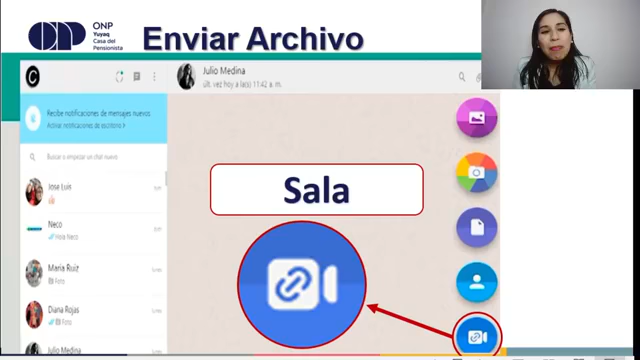 ONP
Yuyaq
Casa del
Pensionista
Enviar Archivo
Julio Medina
últ. vez hoy a la(s) 11:42 a. m.
Recibe notificaciones de mensajes nuevos
Activar notificaciones de escritorio
Buscar o empezar un chat nuevo
Jose Luis
Neco
Hola Neco
Maria Ruiz
Foto
lunes
Diana Rojas
Foto
lunes
Julio Medina
Sala